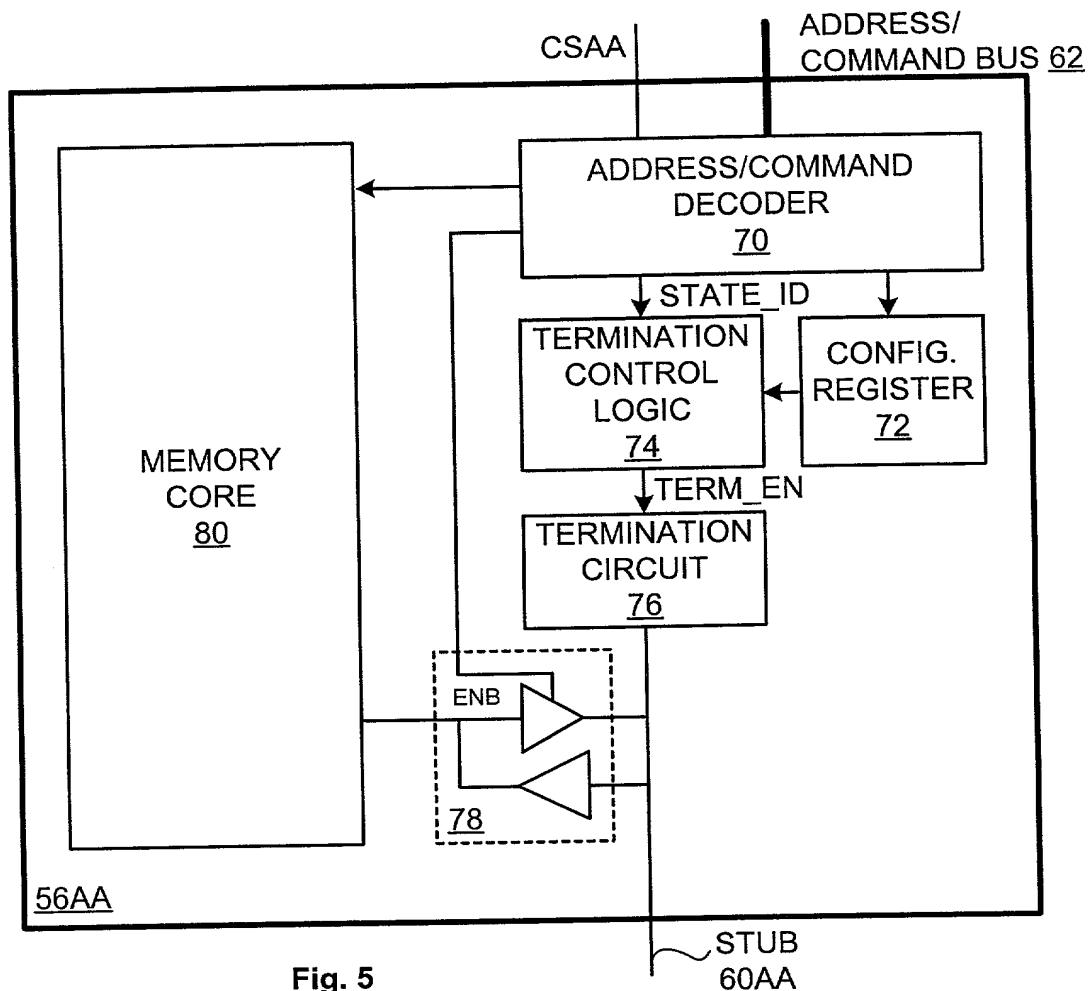 CSAA
ADDRESS/
COMMAND BUS 62
ADDRESS/COMMAND
DECODER
70
STATE_ID
TERMINATION
CONTROL
LOGIC
74
CONFIG.
REGISTER
72
MEMORY
CORE
80
TERM_EN
TERMINATION
CIRCUIT
76
ENB
78
56AA
STUB
60AA
Fig. 5